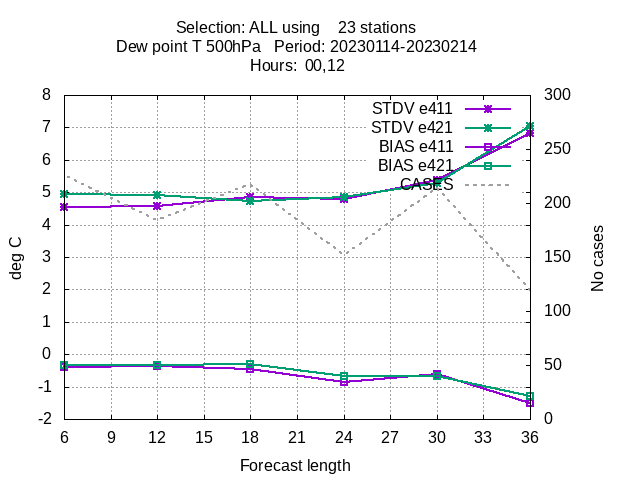 Selection: ALL using    23 stations
Dew point T 500hPa   Period: 20230114-20230214
Hours:  00,12
STDV e411
STDV e421
BIAS e411
BIAS e421
CASES
8
7
6
5
4
3
2
1
0
-1
-2
deg C
300
250
200
150
100
50
0
No cases
6 9 12 15 18 21 24 27 30 33 36
Forecast length